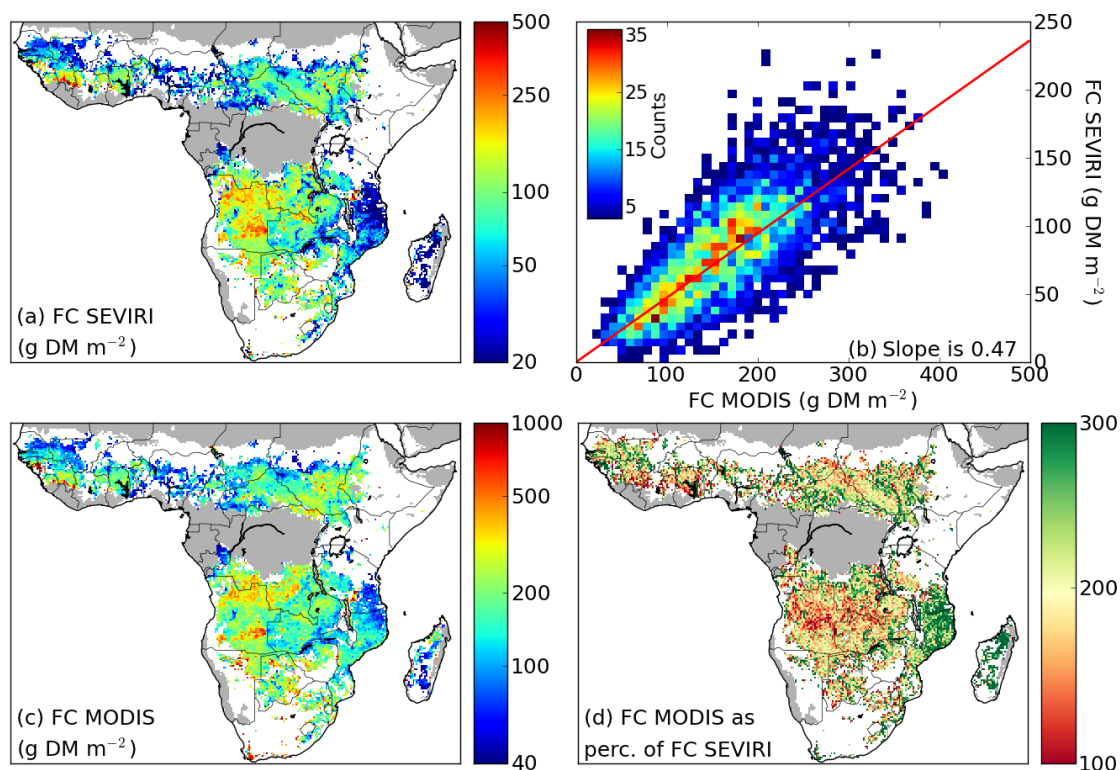 (a) FC SEVIRI
(g DM m⁻²)
500
250
100
50
20
35
25
15
5
Counts
250
200
150
100
50
0
FC SEVIRI (g DM m⁻²)
(b) Slope is 0.47
0 100 200 300 400 500
FC MODIS (g DM m⁻²)
(c) FC MODIS
(g DM m⁻²)
1000
500
200
100
40
(d) FC MODIS as
perc. of FC SEVIRI
300
200
100